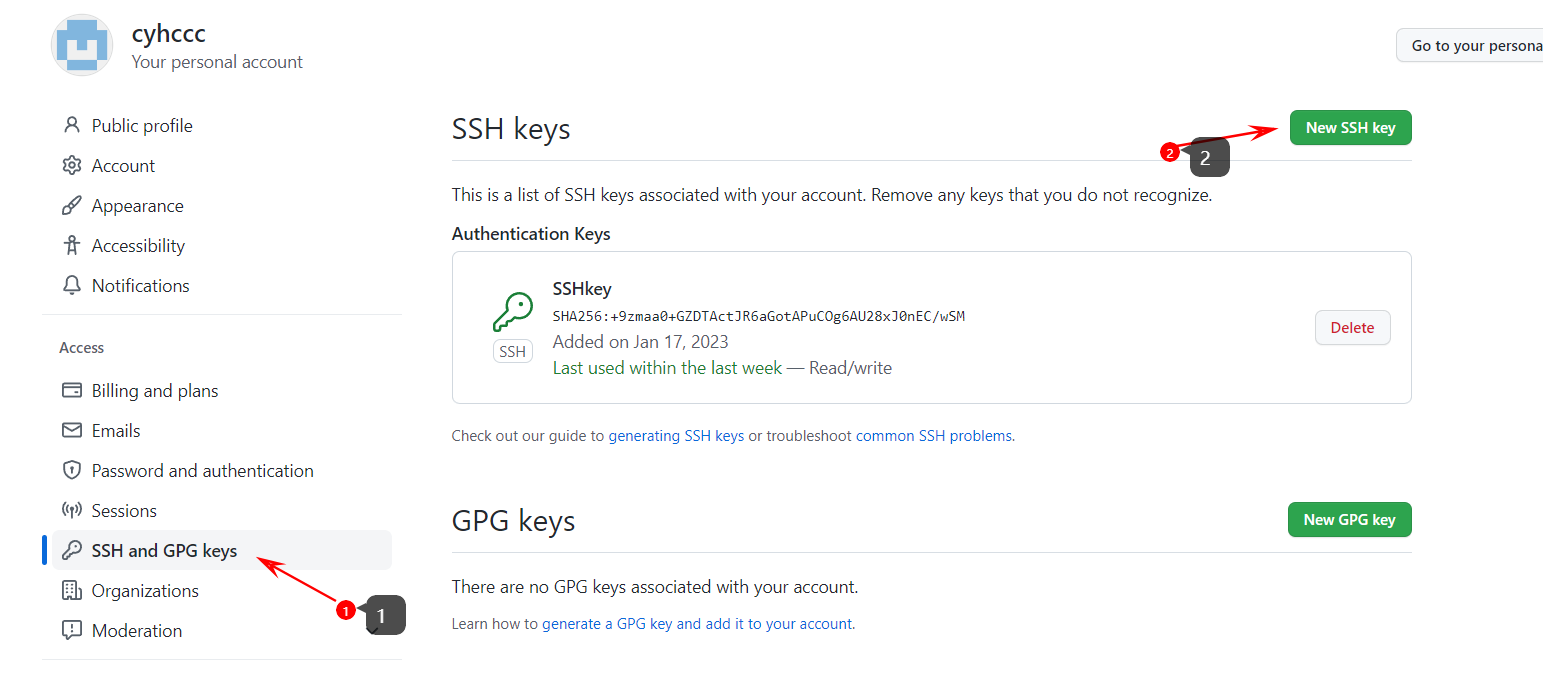 cyhccc
Your personal account
Go to your persona
Public profile
Account
Appearance
Accessibility
Notifications
Access
Billing and plans
Emails
Password and authentication
Sessions
SSH and GPG keys
Organizations
Moderation
1
1
SSH keys
New SSH key
2
2
This is a list of SSH keys associated with your account. Remove any keys that you do not recognize.
Authentication Keys
SSHkey
SHA256:+9zmaa0+GZDTActJR6aGotAPuCOg6AU28xJ0nEC/wSM
Added on Jan 17, 2023
Last used within the last week — Read/write
SSH
Delete
Check out our guide to generating SSH keys or troubleshoot common SSH problems.
GPG keys
New GPG key
There are no GPG keys associated with your account.
Learn how to generate a GPG key and add it to your account.